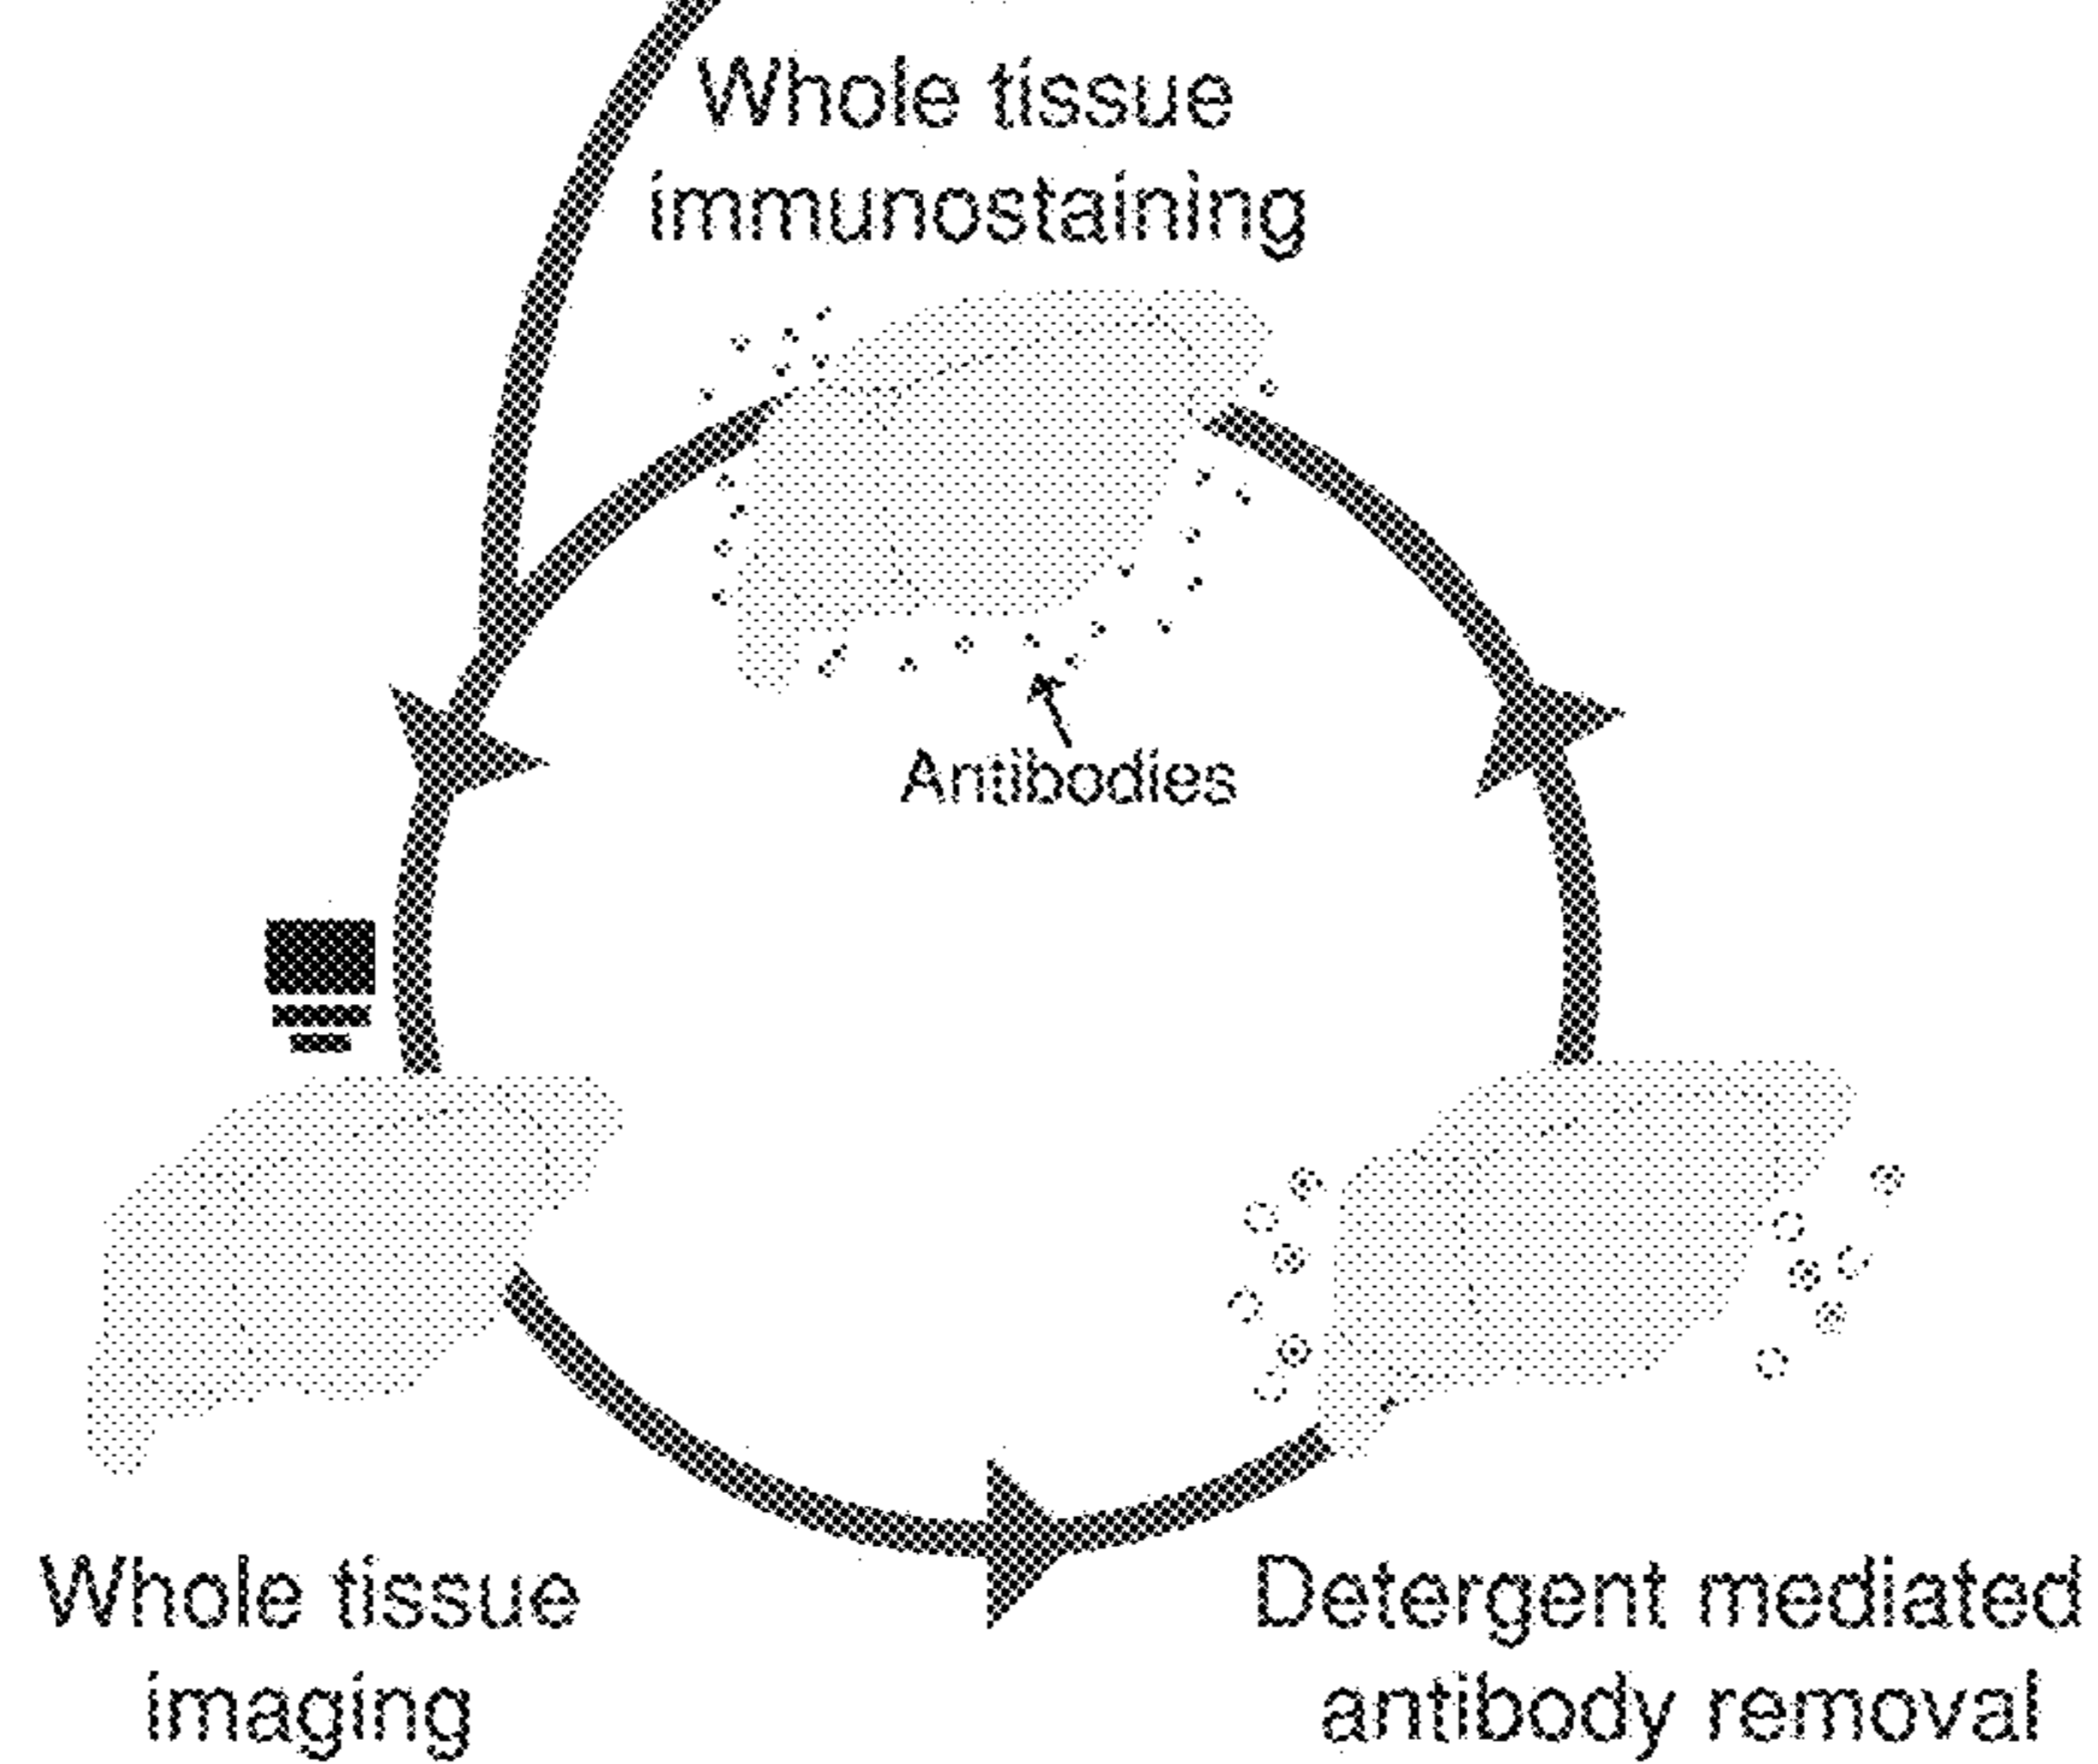 Whole tissue
immunostaining
Antibodies
Whole tissue
imaging
Detergent mediated
antibody removal